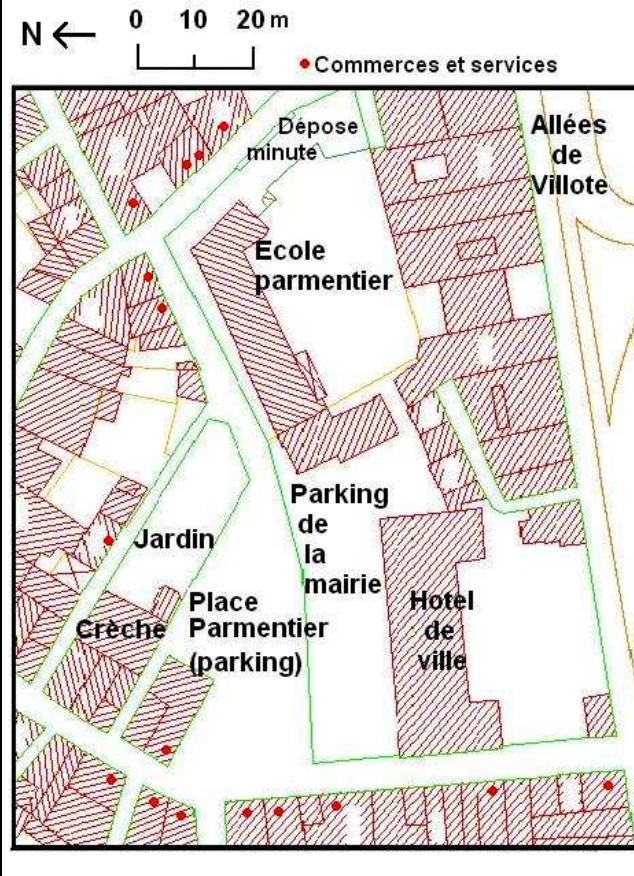 0 10 20 m
N
Commerces et services
Dépose
minute
Allées
de
Villote
Ecole
parmentier
Parking
de
la
mairie
Jardin
Place
Parmentier
(parking)
Crèche
Hotel
de
ville